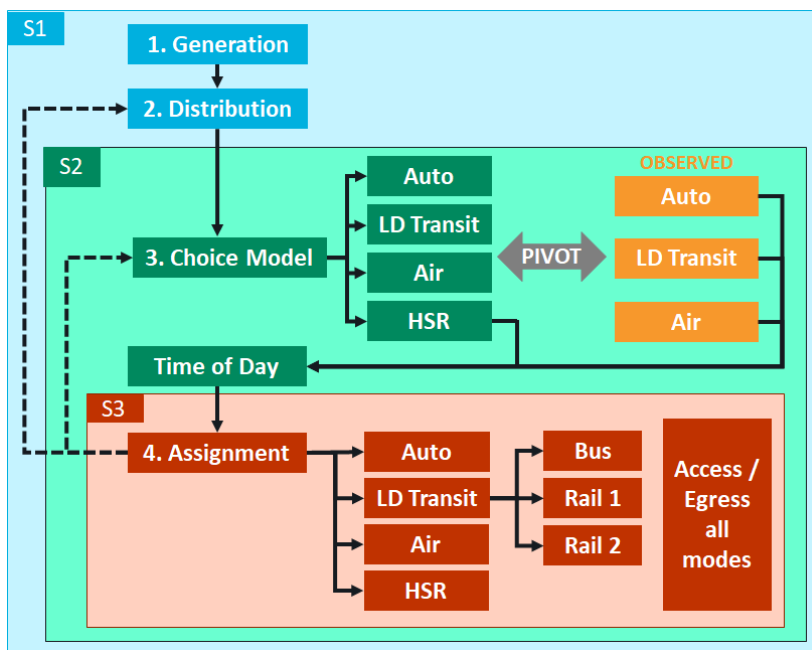 S1
1. Generation
2. Distribution
S2
Auto
LD Transit
Air
HSR
3. Choice Model
PIVOT
OBSERVED
Auto
LD Transit
Air
Time of Day
S3
4. Assignment
Auto
LD Transit
Air
HSR
Bus
Rail 1
Rail 2
Access /
Egress
all
modes